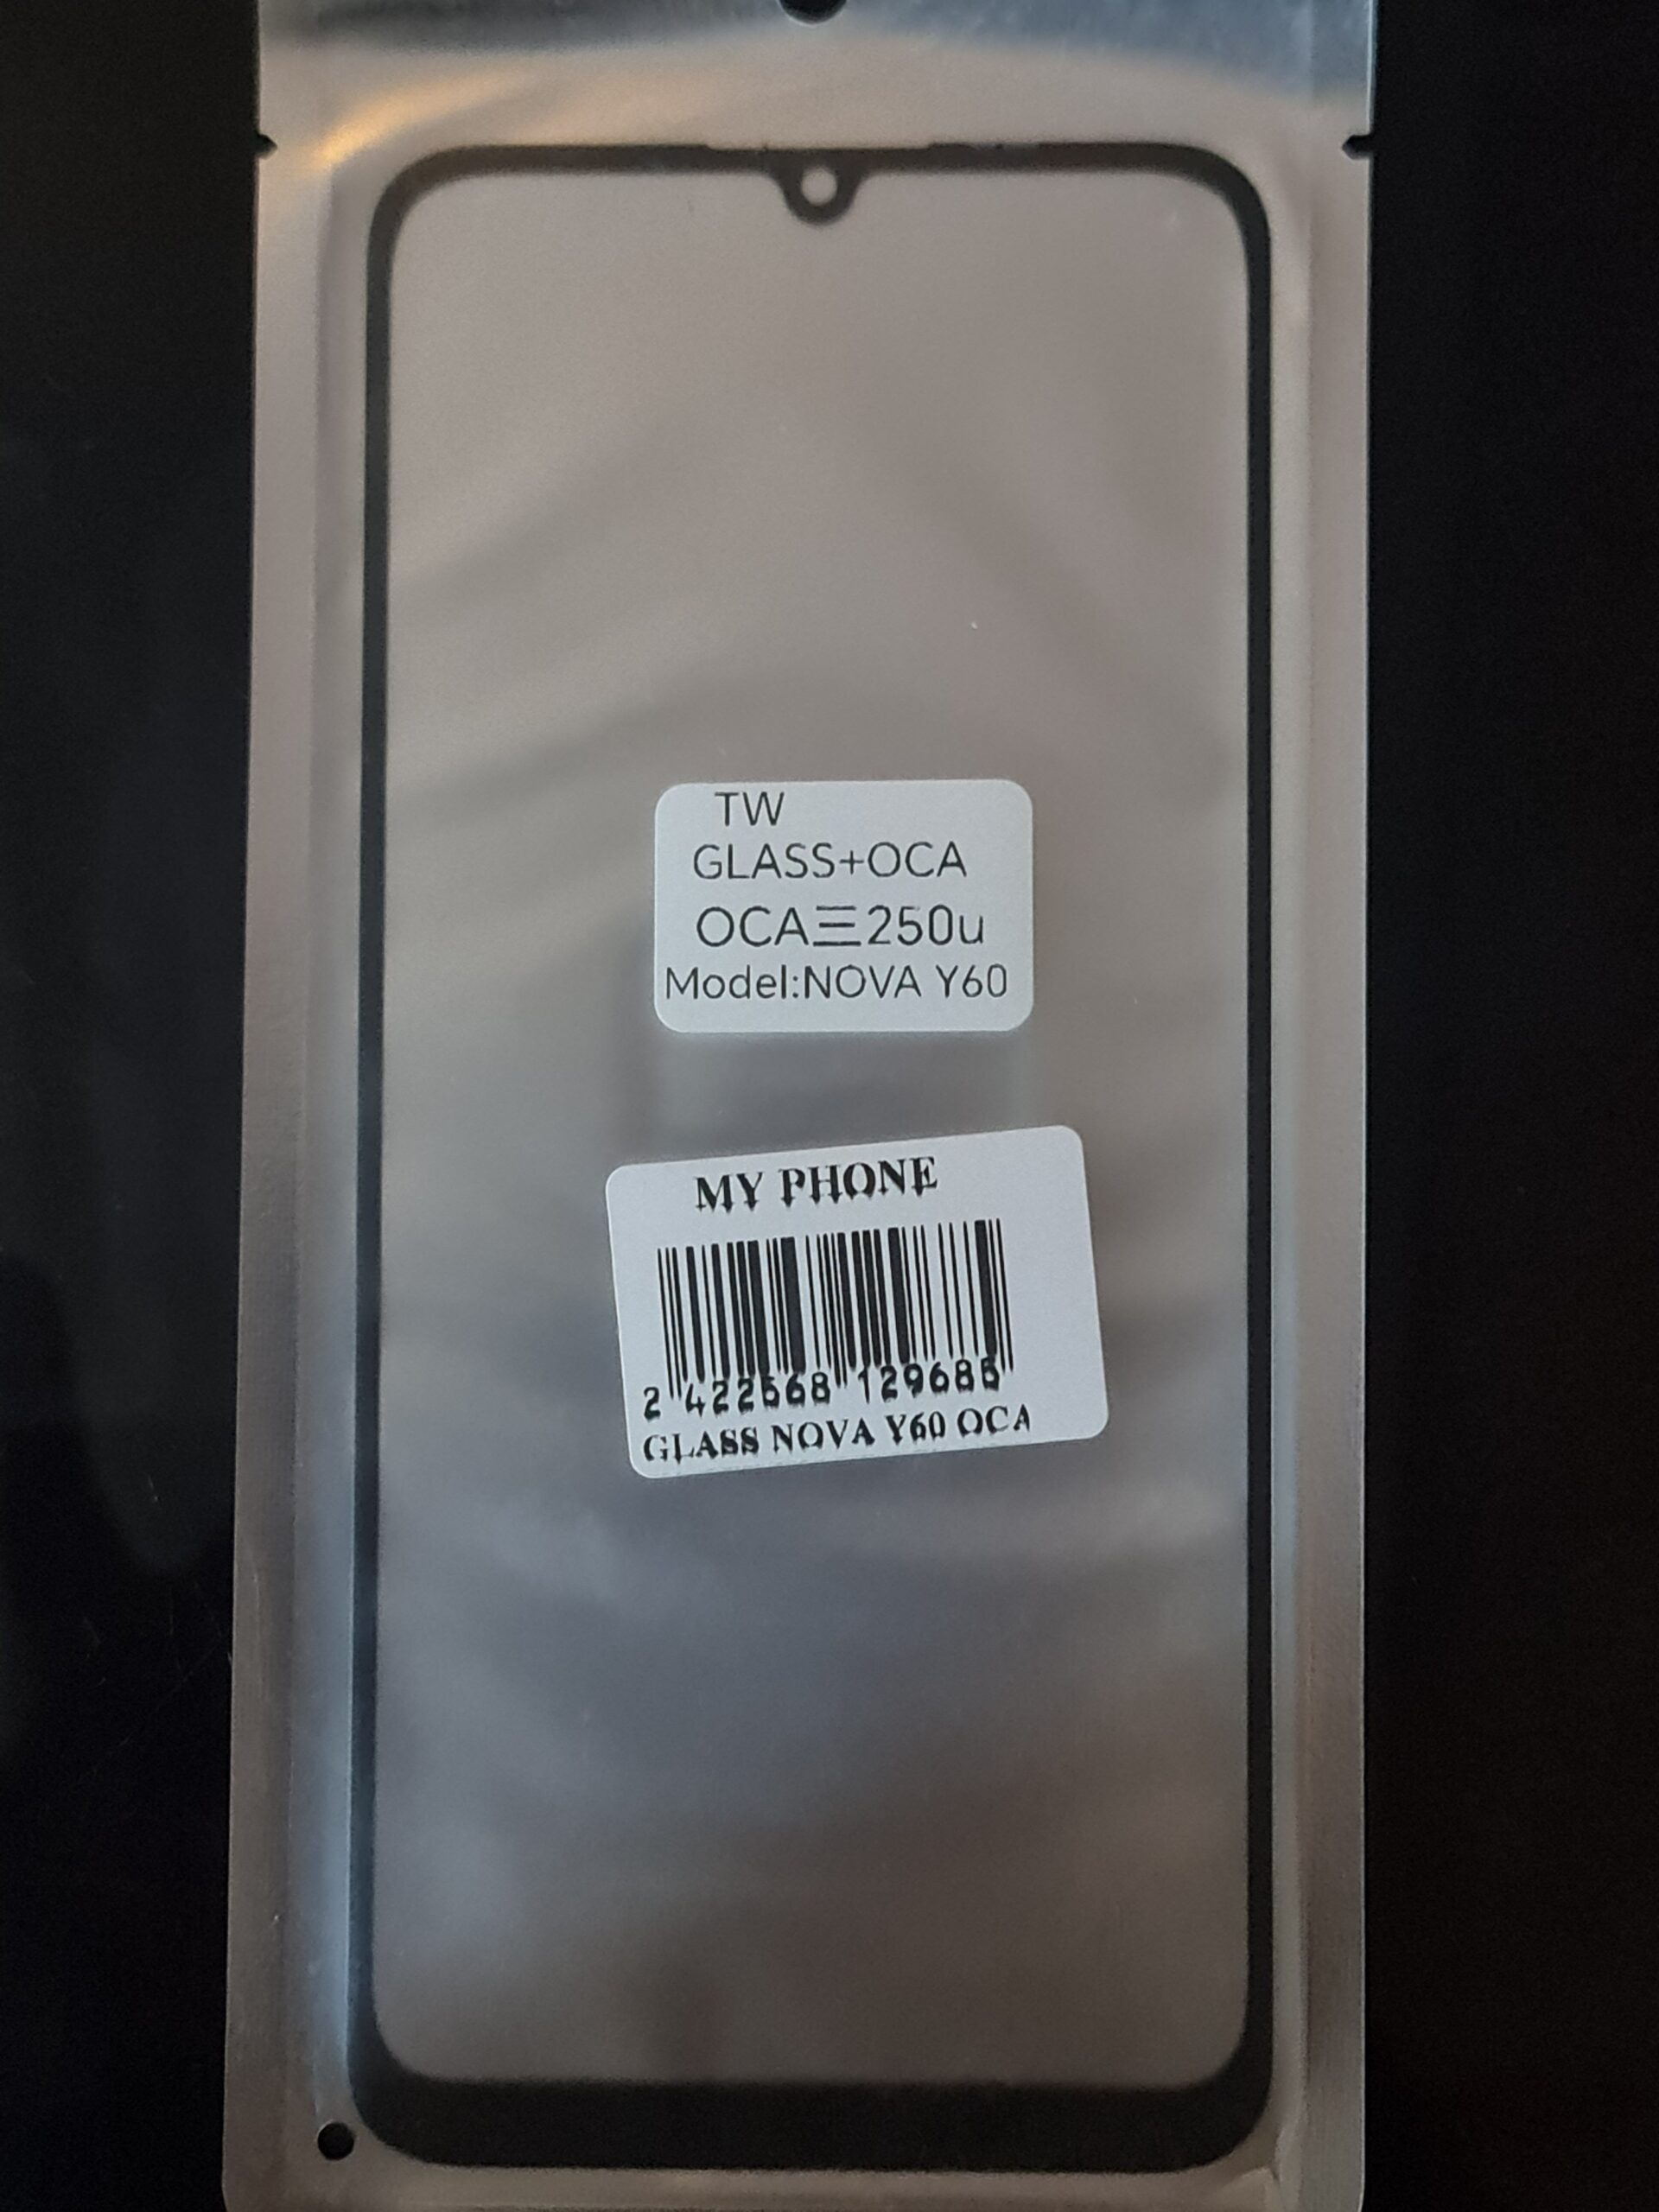 TW
GLASS+OCA
OCA三250u
Model:NOVA Y60
MY PHONE
2 422568 129685
GLASS NOVA Y60 OCA